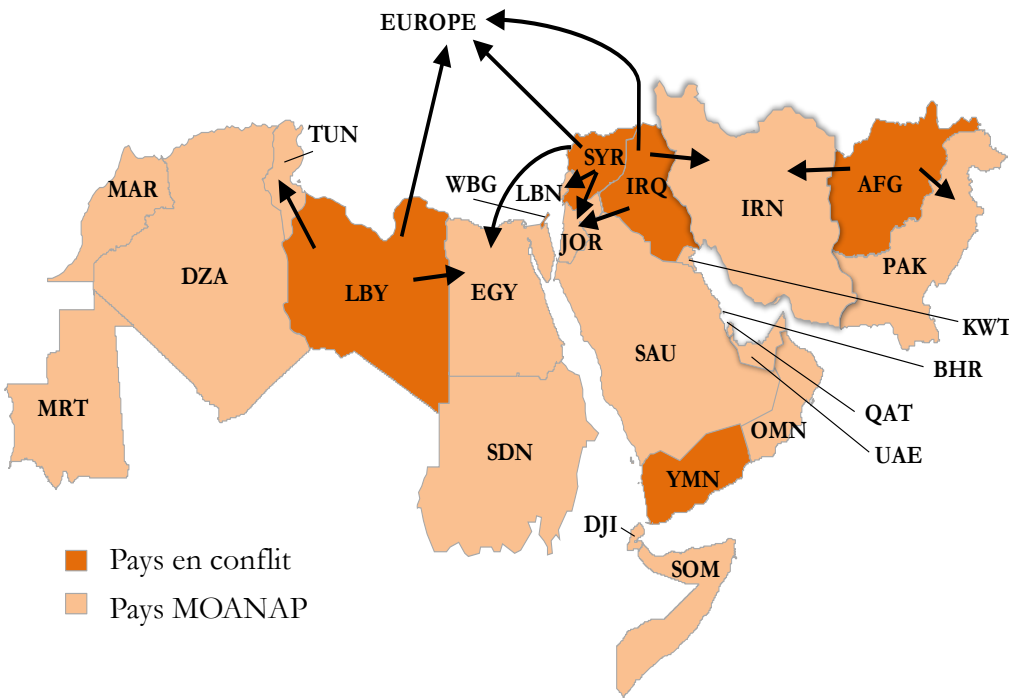 EUROPE
TUN
MAR
WBG
LBN
SYR
IRQ
AFG
IRN
JOR
PAK
DZA
LBY
EGY
KWT
SAU
BHR
MRT
QAT
OMN
UAE
SDN
YMN
DJI
SOM
Pays en conflit
Pays MOANAP